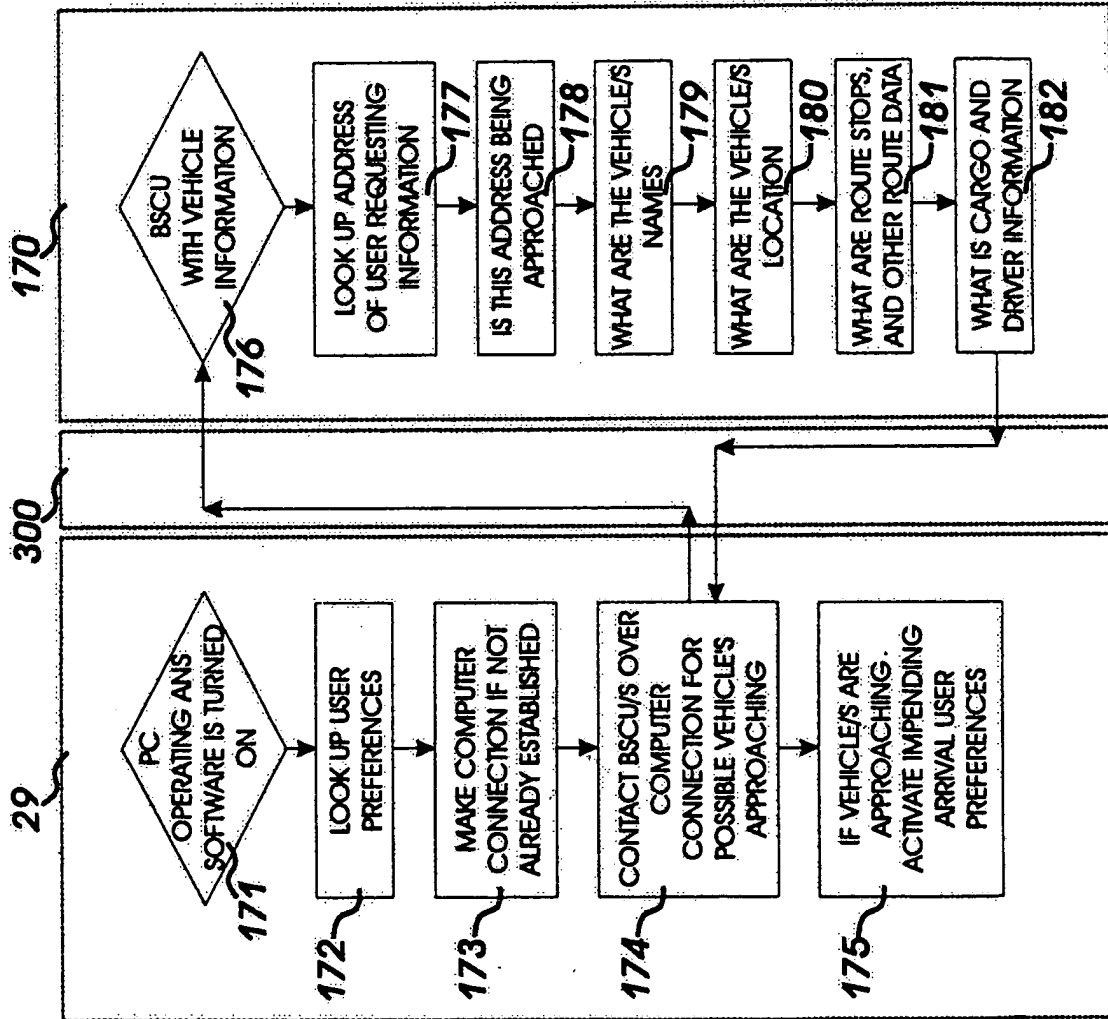 29
PC
OPERATING ANS
SOFTWARE IS TURNED
ON
171
LOOK UP USER
PREFERENCES
172
MAKE COMPUTER
CONNECTION IF NOT
ALREADY ESTABLISHED
173
CONTACT BSCU/S OVER
COMPUTER
CONNECTION FOR
POSSIBLE VEHICLE'S
APPROACHING
174
IF VEHICLE/S ARE
APPROACHING.
ACTIVATE IMPENDING
ARRIVAL USER
PREFERENCES
175
300
170
BSCU
WITH VEHICLE
INFORMATION
176
LOOK UP ADDRESS
OF USER REQUESTING
INFORMATION
177
IS THIS ADDRESS BEING
APPROACHED
178
WHAT ARE THE VEHICLE/S
NAMES
179
WHAT ARE THE VEHICLE/S
LOCATION
180
WHAT ARE ROUTE STOPS,
AND OTHER ROUTE DATA
181
WHAT IS CARGO AND
DRIVER INFORMATION
182